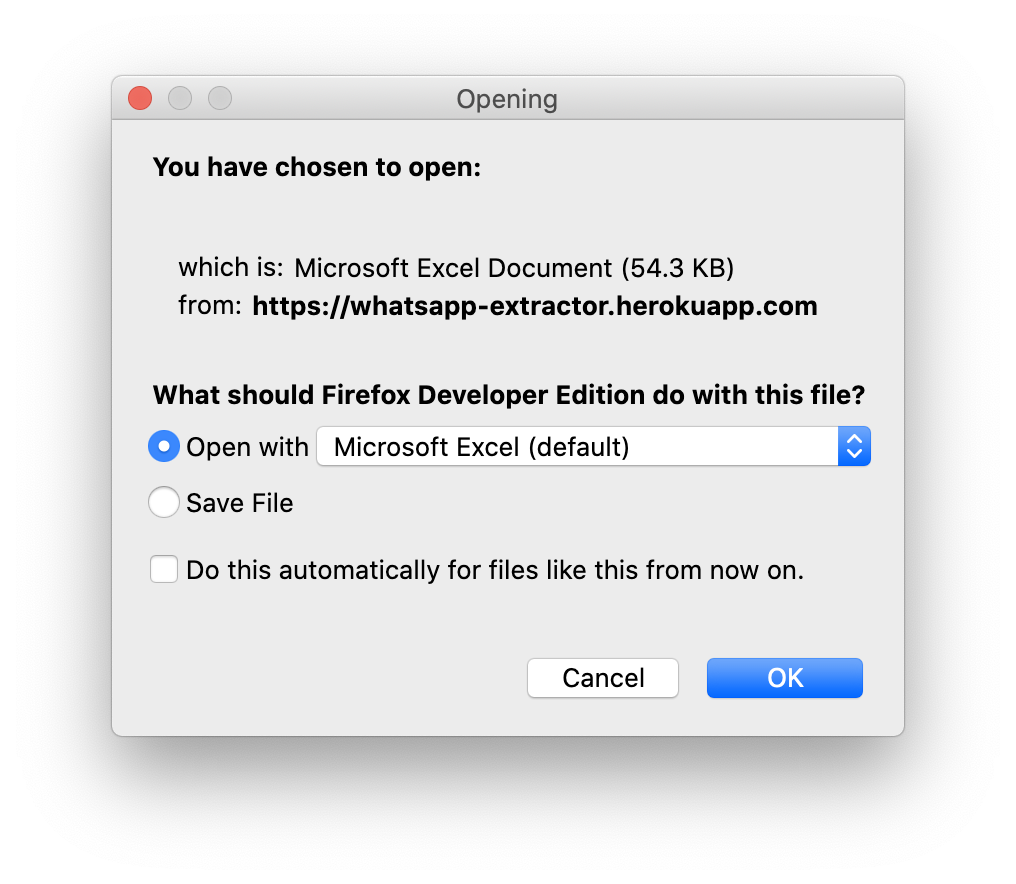 Opening
You have chosen to open:
which is: Microsoft Excel Document (54.3 KB)
from: https://whatsapp-extractor.herokuapp.com
What should Firefox Developer Edition do with this file?
Open with Microsoft Excel (default)
Save File
Do this automatically for files like this from now on.
Cancel OK